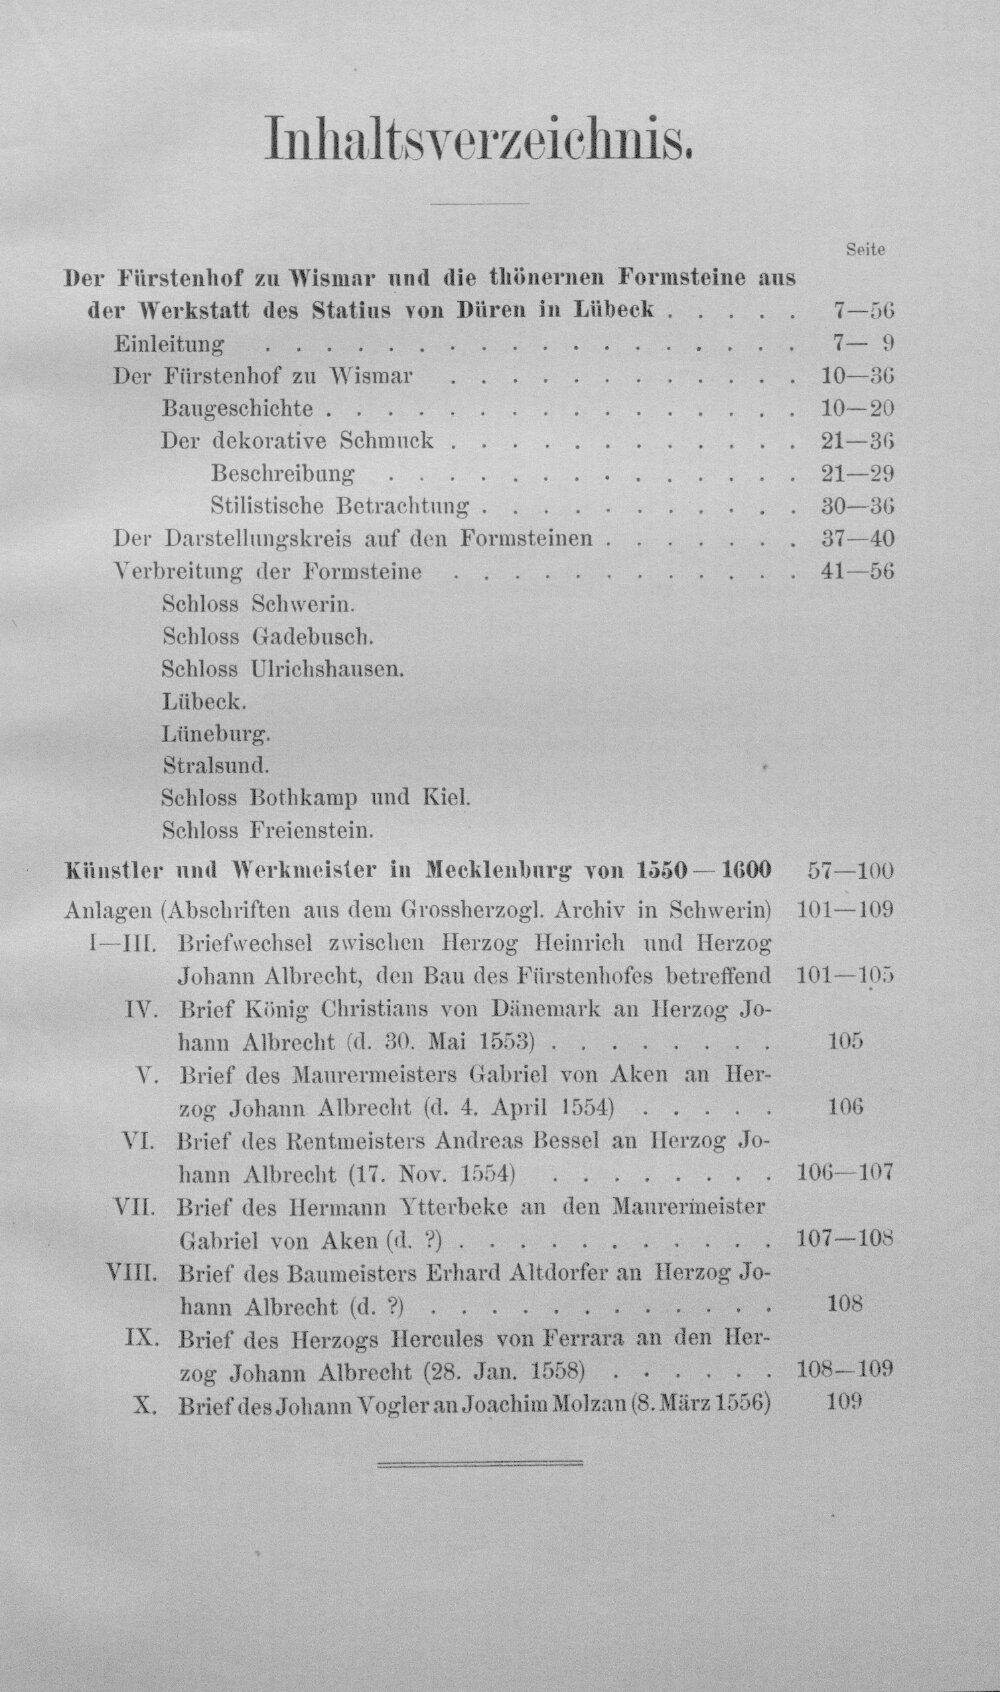 Inhaltsverzeichnis.
Seite
Der Fürstenhof zu Wismar und die thönernen Formsteine aus
der Werkstatt des Statius von Düren in Lübeck . . . . . 7—56
Einleitung . . . . . . . . . . . . . . . . . . 7— 9
Der Fürstenhof zu Wismar . . . . . . . . . . . . 10—36
Baugeschichte . . . . . . . . . . . . . . . . 10—20
Der dekorative Schmuck . . . . . . . . . . . . 21—36
Beschreibung . . . . . . . . . . . . . . 21—29
Stilistische Betrachtung . . . . . . . . . . . 30—36
Der Darstellungskreis auf den Formsteinen . . . . . . . 37—40
Verbreitung der Formsteine . . . . . . . . . . . . 41—56
Schloss Schwerin.
Schloss Gadebusch.
Schloss Ulrichshausen.
Lübeck.
Lüneburg.
Stralsund.
Schloss Bothkamp und Kiel.
Schloss Freienstein.
Künstler und Werkmeister in Mecklenburg von 1550—1600 57—100
Anlagen (Abschriften aus dem Grossherzogl. Archiv in Schwerin) 101—109
I—III. Briefwechsel zwischen Herzog Heinrich und Herzog
Johann Albrecht, den Bau des Fürstenhofes betreffend 101—105
IV. Brief König Christians von Dänemark an Herzog Jo-
hann Albrecht (d. 30. Mai 1553) . . . . . . . . 105
V. Brief des Maurermeisters Gabriel von Aken an Her-
zog Johann Albrecht (d. 4. April 1554) . . . . . 106
VI. Brief des Rentmeisters Andreas Bessel an Herzog Jo-
hann Albrecht (17. Nov. 1554) . . . . . . . . 106—107
VII. Brief des Hermann Ytterbeke an den Maurermeister
Gabriel von Aken (d. ?) . . . . . . . . . . . 107—108
VIII. Brief des Baumeisters Erhard Altdorfer an Herzog Jo-
hann Albrecht (d. ?) . . . . . . . . . . . . 108
IX. Brief des Herzogs Hercules von Ferrara an den Her-
zog Johann Albrecht (28. Jan. 1558) . . . . . . 108—109
X. Brief des Johann Vogler an Joachim Molzan (8. März 1556) 109